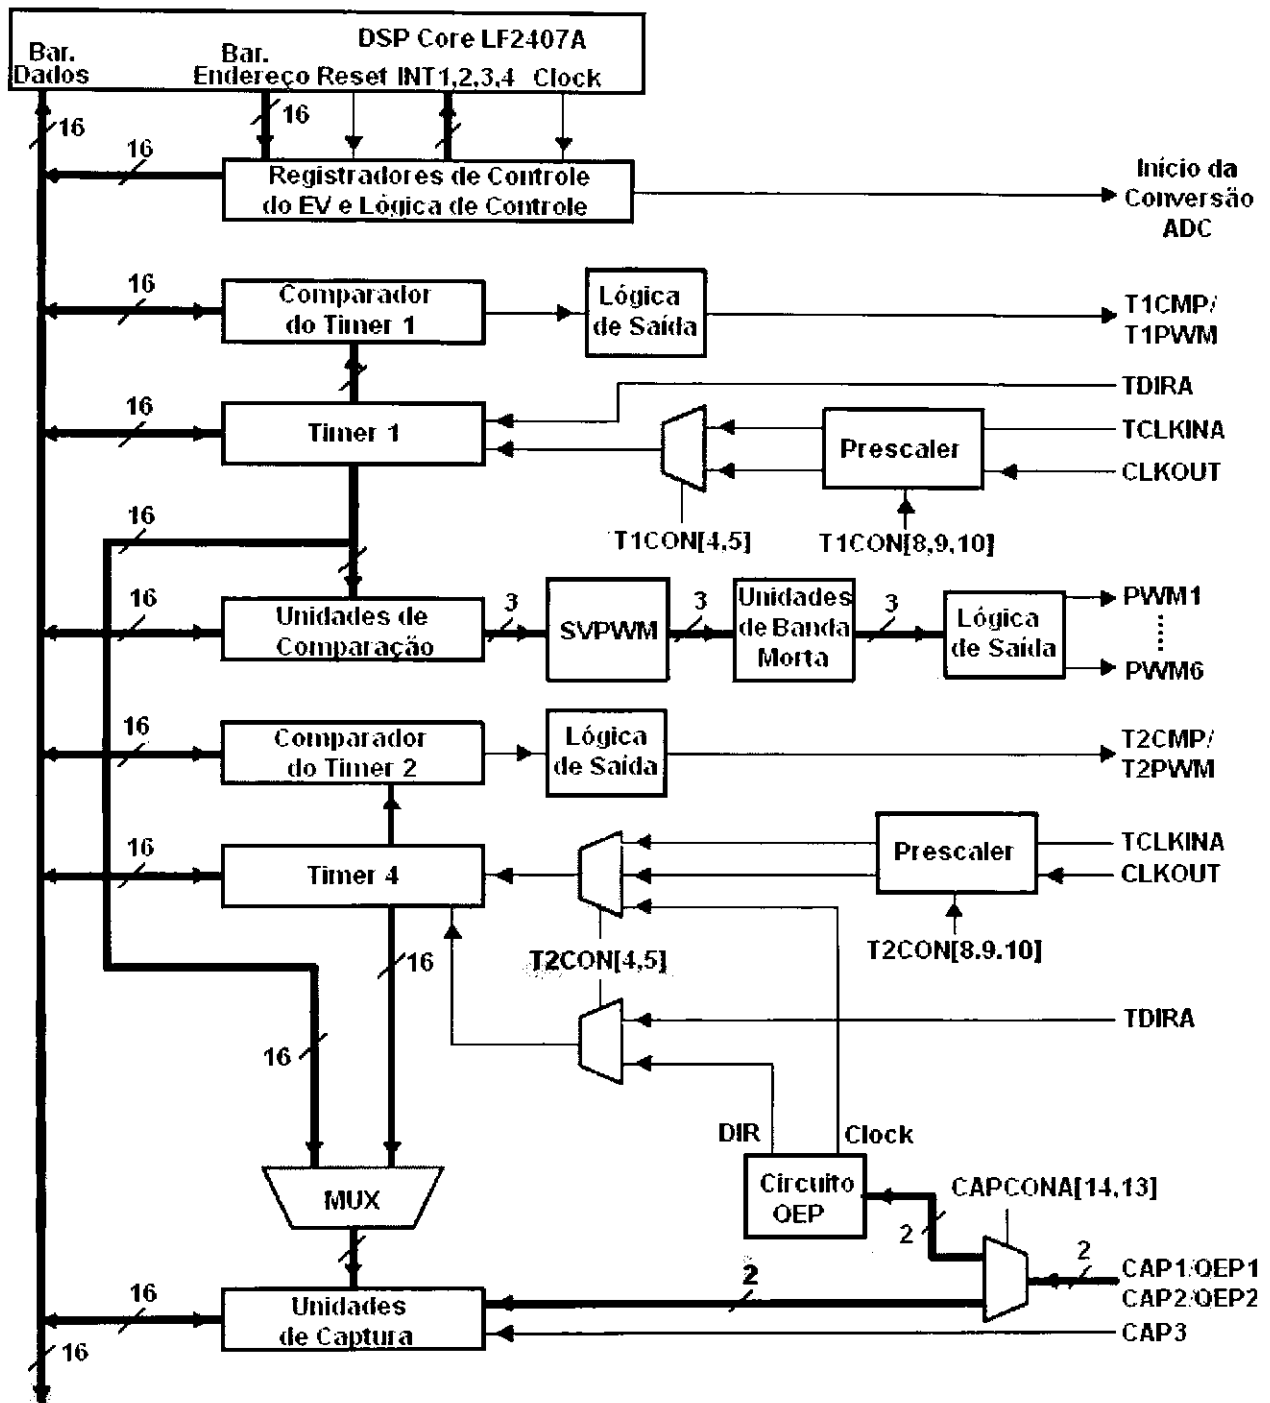 DSP Core LF2407A
Bar.
Dados
Bar.
Endereço
Reset
INT1,2,3,4
Clock
16
16
16
Registradores de Controle
do EV e Lógica de Controle
Início da
Conversão
ADC
16
Comparador
do Timer 1
Lógica
de Saída
T1CMP/
T1PWM
TDIRA
16
Timer 1
Prescaler
TCLKINA
CLKOUT
T1CON[4,5]
T1CON[8,9,10]
16
16
Unidades de
Comparação
3
SVPWM
3
Unidades
de Banda
Morta
3
Lógica
de Saída
PWM1
PWM6
16
Comparador
do Timer 2
Lógica
de Saída
T2CMP/
T2PWM
16
Timer 4
Prescaler
TCLKINA
CLKOUT
T2CON[8.9.10]
16
T2CON[4,5]
TDIRA
16
DIR
Clock
MUX
Circuito
QEP
CAPCONA[14,13]
2
2
CAP1/QEP1
CAP2/QEP2
2
16
Unidades
de Captura
CAP3
16